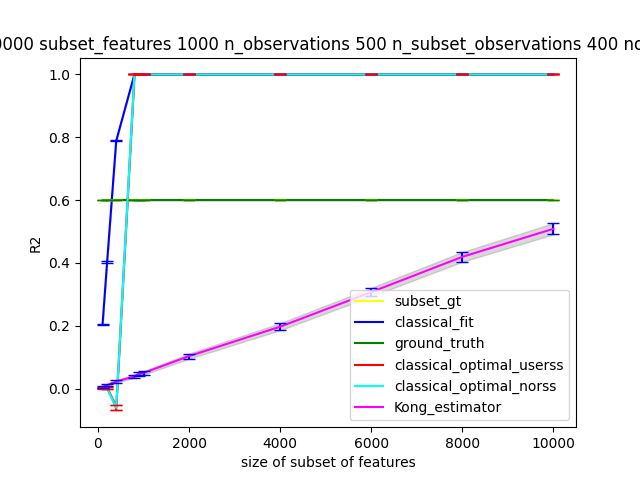 0000 subset_features 1000 n_observations 500 n_subset_observations 400 no
1.0
0.8
0.6
0.4
0.2
0.0
R2
subset_gt
classical_fit
ground_truth
classical_optimal_userss
classical_optimal_norss
Kong_estimator
0
2000
4000
6000
8000
10000
size of subset of features